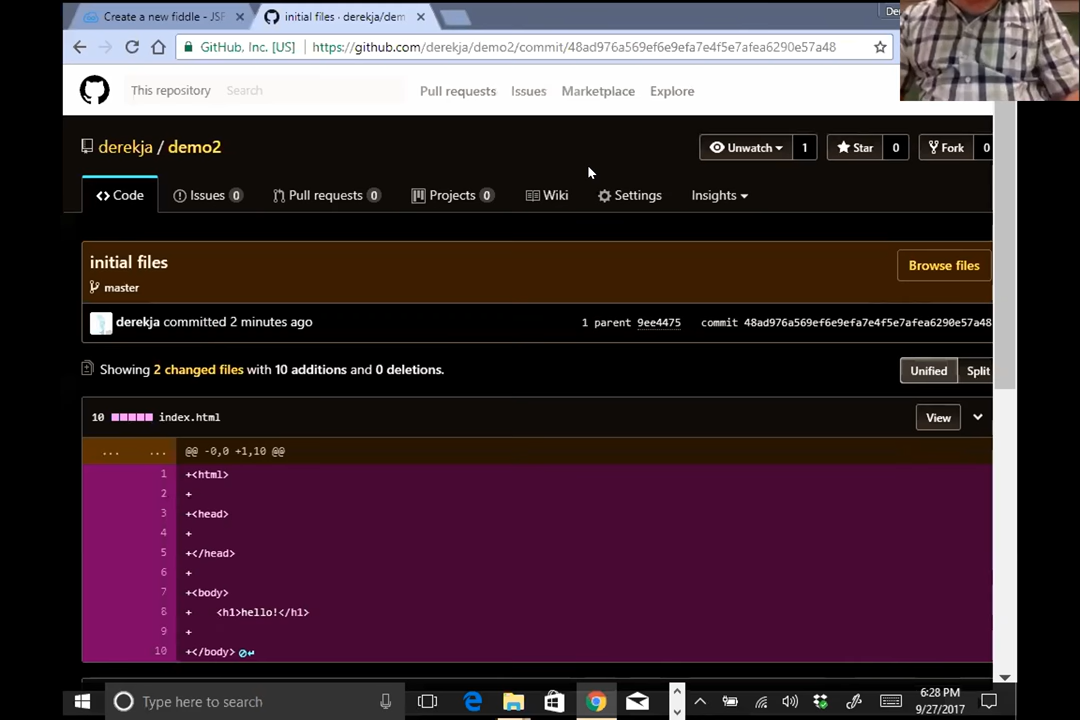 Create a new fiddle - JSF
initial files · derekja/dem
GitHub, Inc. [US]
https://github.com/derekja/demo2/commit/48ad976a569ef6e9efa7e4f5e7afea6290e57a48
This repository
Search
Pull requests
Issues
Marketplace
Explore
derekja / demo2
Unwatch 1
Star 0
Fork 0
Code
Issues 0
Pull requests 0
Projects 0
Wiki
Settings
Insights
initial files
Browse files
master
derekja committed 2 minutes ago
1 parent 9ee4475
commit 48ad976a569ef6e9efa7e4f5e7afea6290e57a48
Showing 2 changed files with 10 additions and 0 deletions.
Unified
Split
10 index.html
View
... ... @@ -0,0 +1,10 @@
1 +<html>
2 +
3 +<head>
4 +
5 +</head>
6 +
7 +<body>
8 + <h1>hello!</h1>
9 +
10 +</body>
Type here to search
6:28 PM
9/27/2017